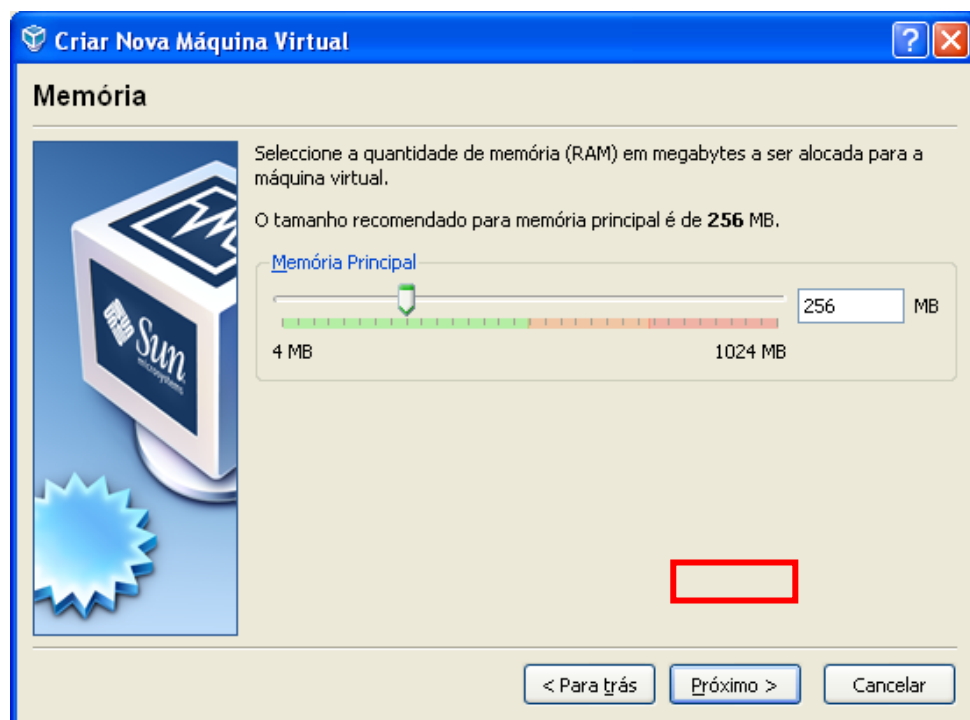 Criar Nova Máquina Virtual
Memória
Seleccione a quantidade de memória (RAM) em megabytes a ser alocada para a
máquina virtual.
O tamanho recomendado para memória principal é de 256 MB.
Memória Principal
256 MB
4 MB 1024 MB
Sun
microsystems
< Para trás Próximo > Cancelar